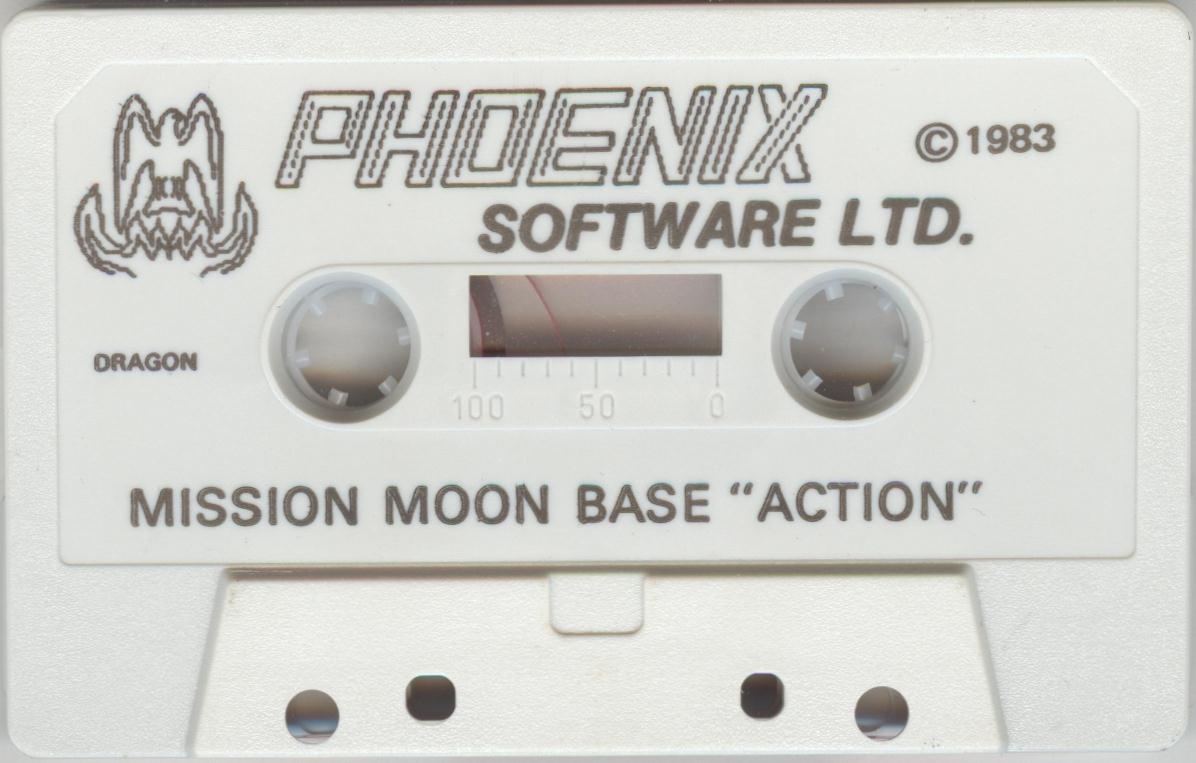 PHOENIX
© 1983
SOFTWARE LTD.
DRAGON
100 50 0
MISSION MOON BASE “ACTION”